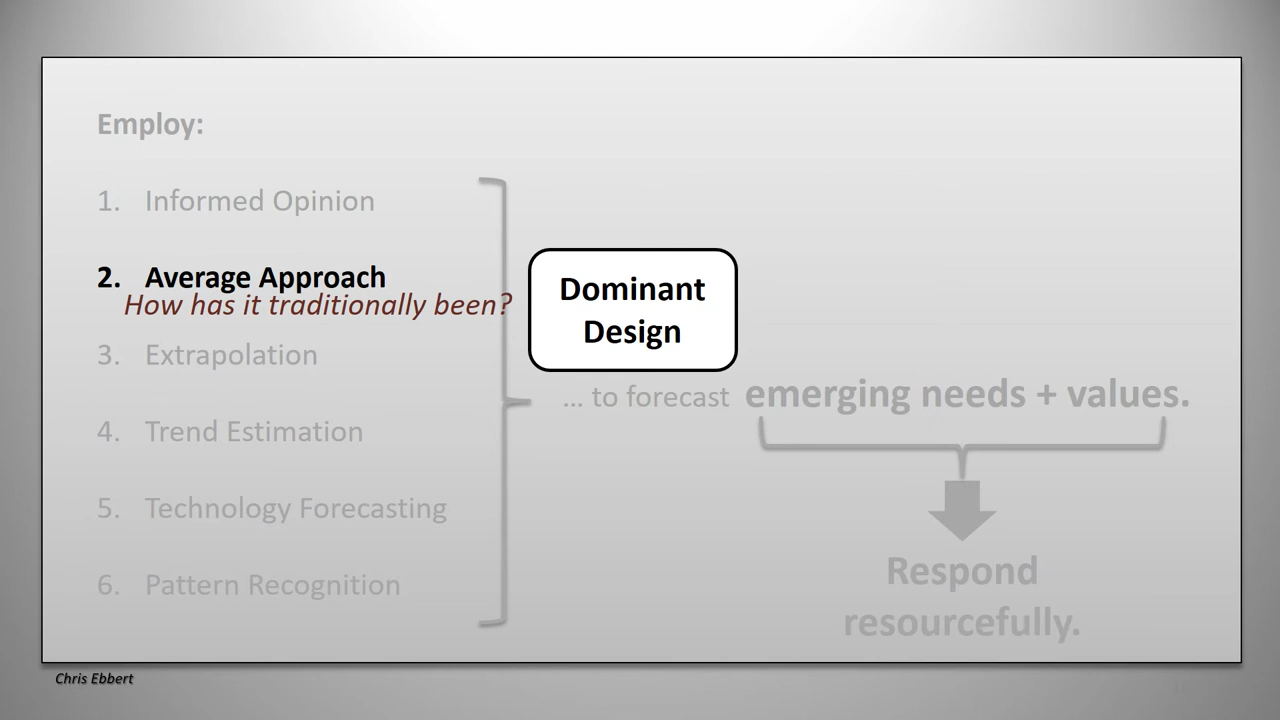 Employ:
1. Informed Opinion
2. Average Approach
How has it traditionally been?
Dominant
Design
3. Extrapolation
... to forecast emerging needs + values.
4. Trend Estimation
5. Technology Forecasting
6. Pattern Recognition
Respond
resourcefully.
Chris Ebbert